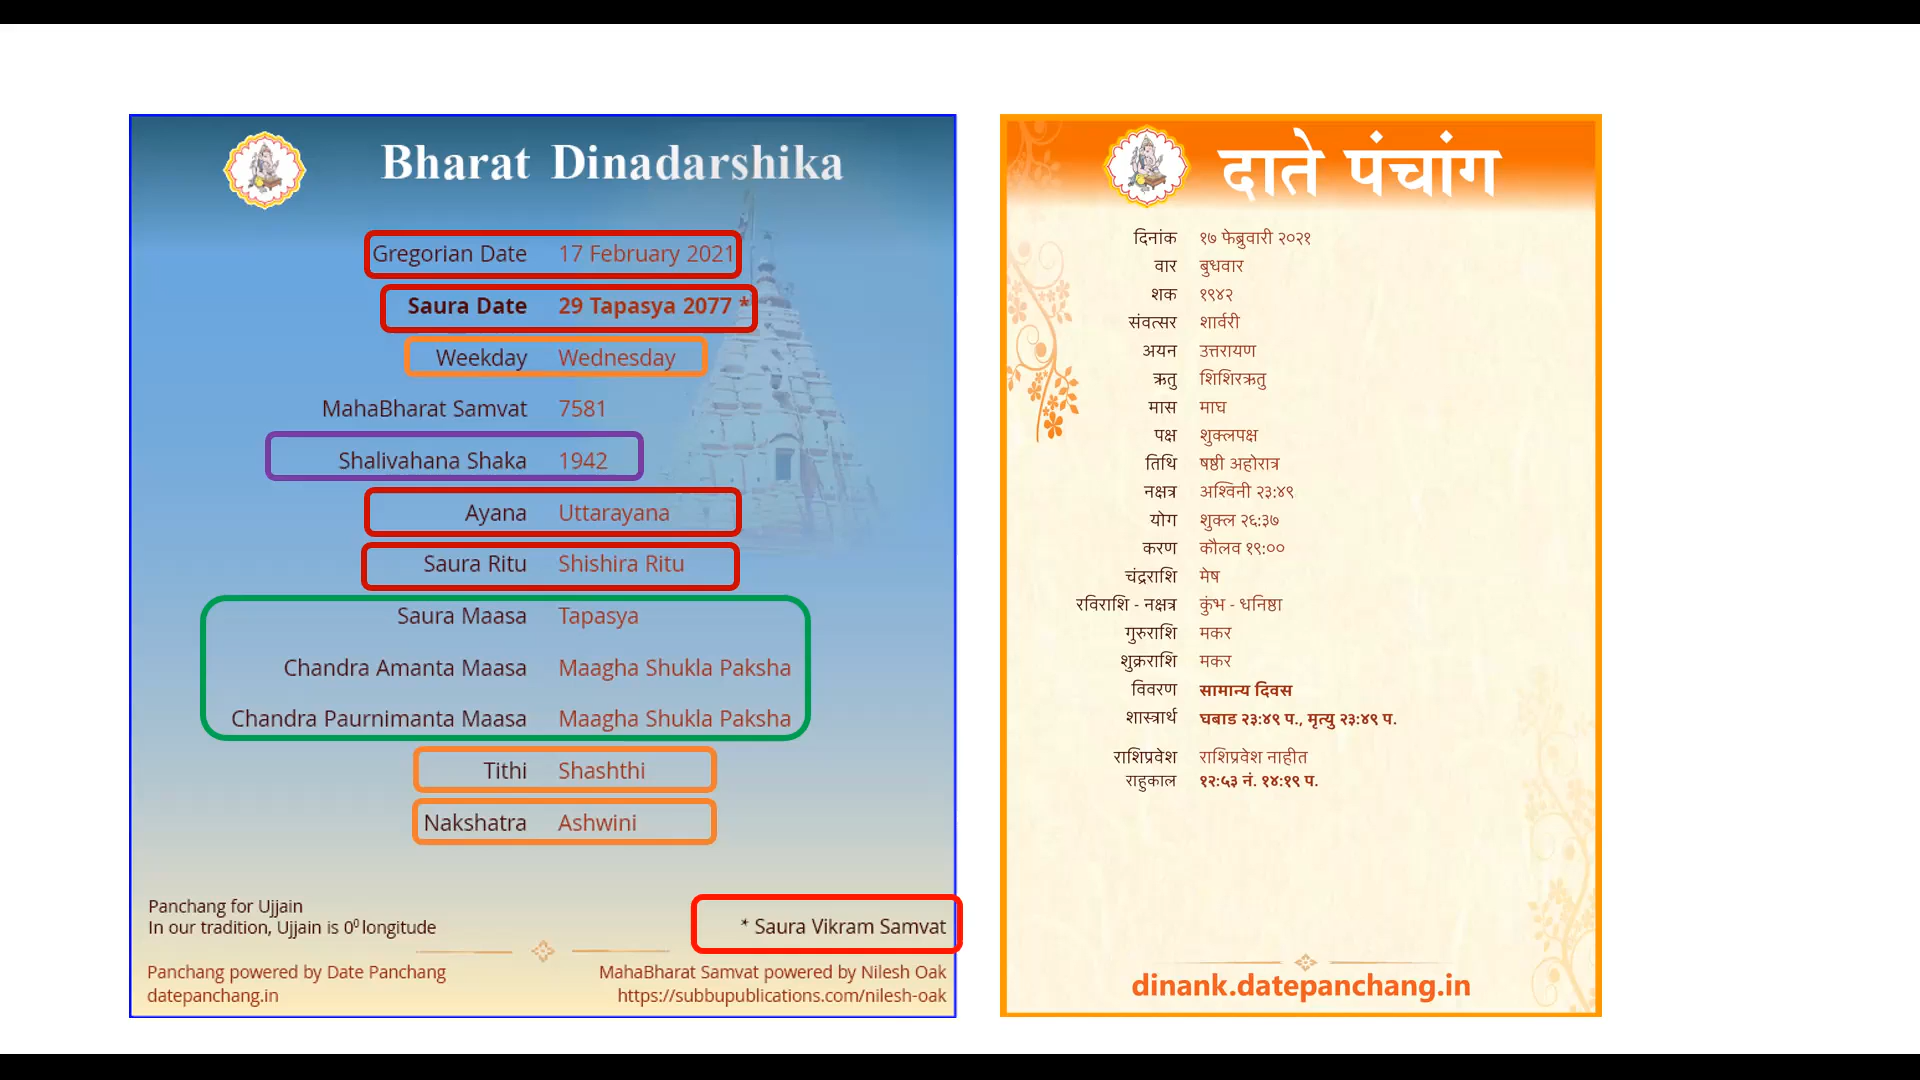 Bharat Dinadarshika
Gregorian Date 17 February 2021
Saura Date 29 Tapasya 2077 *
Weekday Wednesday
MahaBharat Samvat 7581
Shalivahana Shaka 1942
Ayana Uttarayana
Saura Ritu Shishira Ritu
Saura Maasa Tapasya
Chandra Amanta Maasa Maagha Shukla Paksha
Chandra Paurnimanta Maasa Maagha Shukla Paksha
Tithi Shashthi
Nakshatra Ashwini
Panchang for Ujjain
In our tradition, Ujjain is 0⁰ longitude
* Saura Vikram Samvat
Panchang powered by Date Panchang
datepanchang.in
MahaBharat Samvat powered by Nilesh Oak
https://subbupublications.com/nilesh-oak
दाते पंचांग
दिनांक १७ फेब्रुवारी २०२१
वार बुधवार
शक १९४२
संवत्सर शार्वरी
अयन उत्तरायण
ऋतु शिशिरऋतु
मास माघ
पक्ष शुक्लपक्ष
तिथि षष्ठी अहोरात्र
नक्षत्र अश्विनी २३:४९
योग शुक्ल २६:३७
करण कौलव १९:००
चंद्रराशि मेष
रविराशि - नक्षत्र कुंभ - धनिष्ठा
गुरुराशि मकर
शुक्रराशि मकर
विवरण सामान्य दिवस
शास्त्रार्थ घबाड २३:४९ प., मृत्यु २३:४९ प.
राशिप्रवेश राशिप्रवेश नाहीत
राहुकाल १२:५३ नं. १४:१९ प.
dinank.datepanchang.in